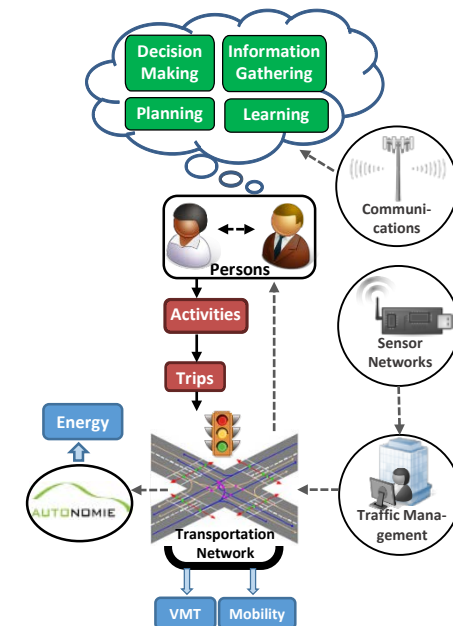 Decision
Making
Information
Gathering
Planning
Learning
Communi-
cations
Persons
Activities
Sensor
Networks
Trips
Energy
AUTONOMIE
Traffic Mana-
gement
Transportation
Network
VMT
Mobility